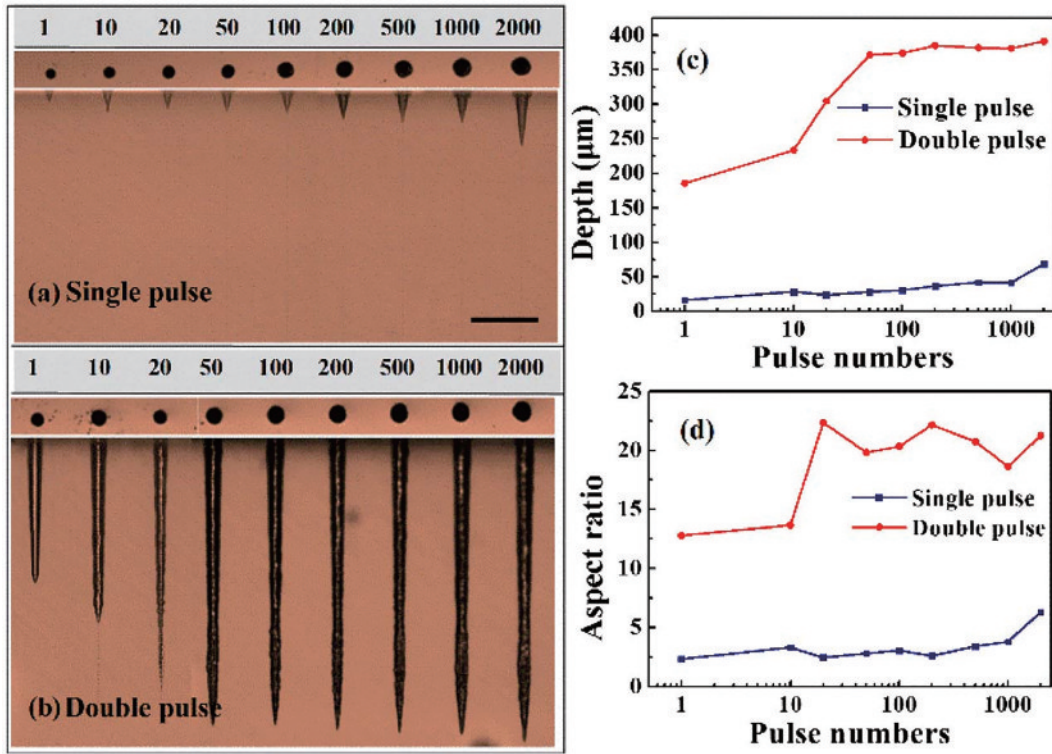 1 10 20 50 100 200 500 1000 2000
(a) Single pulse
1 10 20 50 100 200 500 1000 2000
(b) Double pulse
(c)
400
350
300
250
200
150
100
50
0
Depth (μm)
Single pulse
Double pulse
1 10 100 1000
Pulse numbers
(d)
25
20
15
10
5
0
Aspect ratio
Single pulse
Double pulse
1 10 100 1000
Pulse numbers